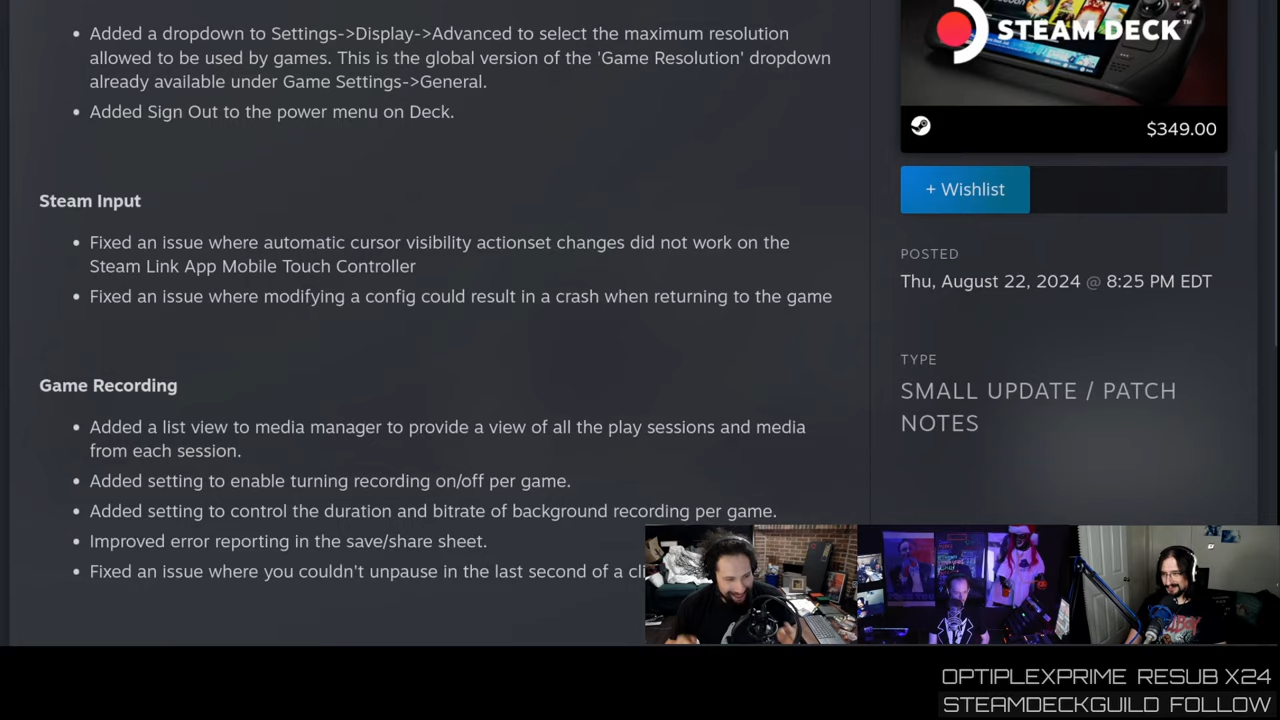 • Added a dropdown to Settings->Display->Advanced to select the maximum resolution
allowed to be used by games. This is the global version of the 'Game Resolution' dropdown
already available under Game Settings->General.
• Added Sign Out to the power menu on Deck.
Steam Input
• Fixed an issue where automatic cursor visibility actionset changes did not work on the
Steam Link App Mobile Touch Controller
• Fixed an issue where modifying a config could result in a crash when returning to the game
Game Recording
• Added a list view to media manager to provide a view of all the play sessions and media
from each session.
• Added setting to enable turning recording on/off per game.
• Added setting to control the duration and bitrate of background recording per game.
• Improved error reporting in the save/share sheet.
• Fixed an issue where you couldn't unpause in the last second of a cli
STEAM DECK™
$349.00
+ Wishlist
POSTED
Thu, August 22, 2024 @ 8:25 PM EDT
TYPE
SMALL UPDATE / PATCH
NOTES
OPTIPLEXPRIME RESUB X24
STEAMDECKGUILD FOLLOW